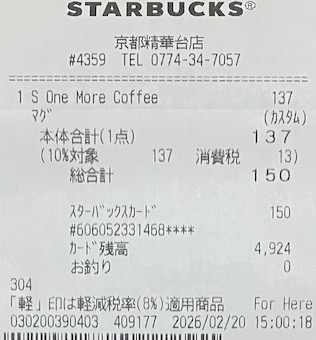 STARBUCKS®
京都精華台店
#4359 TEL 0774-34-7057
1 S One More Coffee 137
マグ (カスタム)
本体合計(1点) 137
(10%対象 137 消費税 13)
総合計 150
スターバックスカード 150
#606052331468****
カード残高 4,924
お釣り 0
304
「軽」印は軽減税率(8%)適用商品 For Here
030200390403 409177 2026/02/20 15:00:18